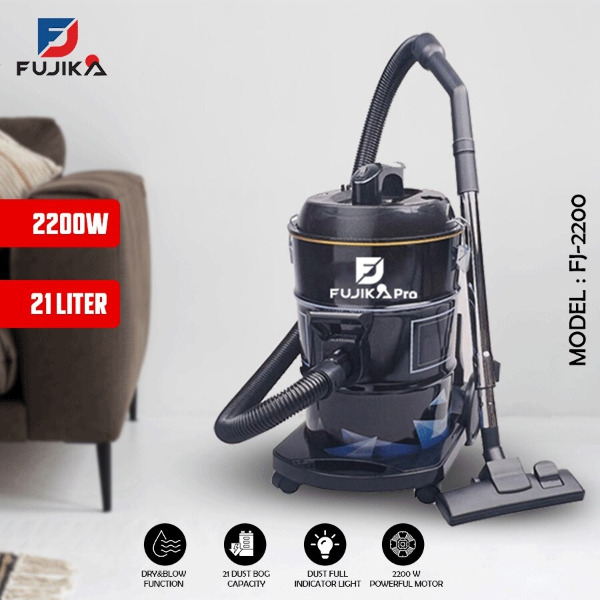 FUJIKA
2200W
21 LITER
FUJIKA Pro
MODEL : FJ-2200
DRY&BLOW
FUNCTION
21 DUST BOG
CAPACITY
DUST FULL
INDICATOR LIGHT
2200 W
POWERFUL MOTOR